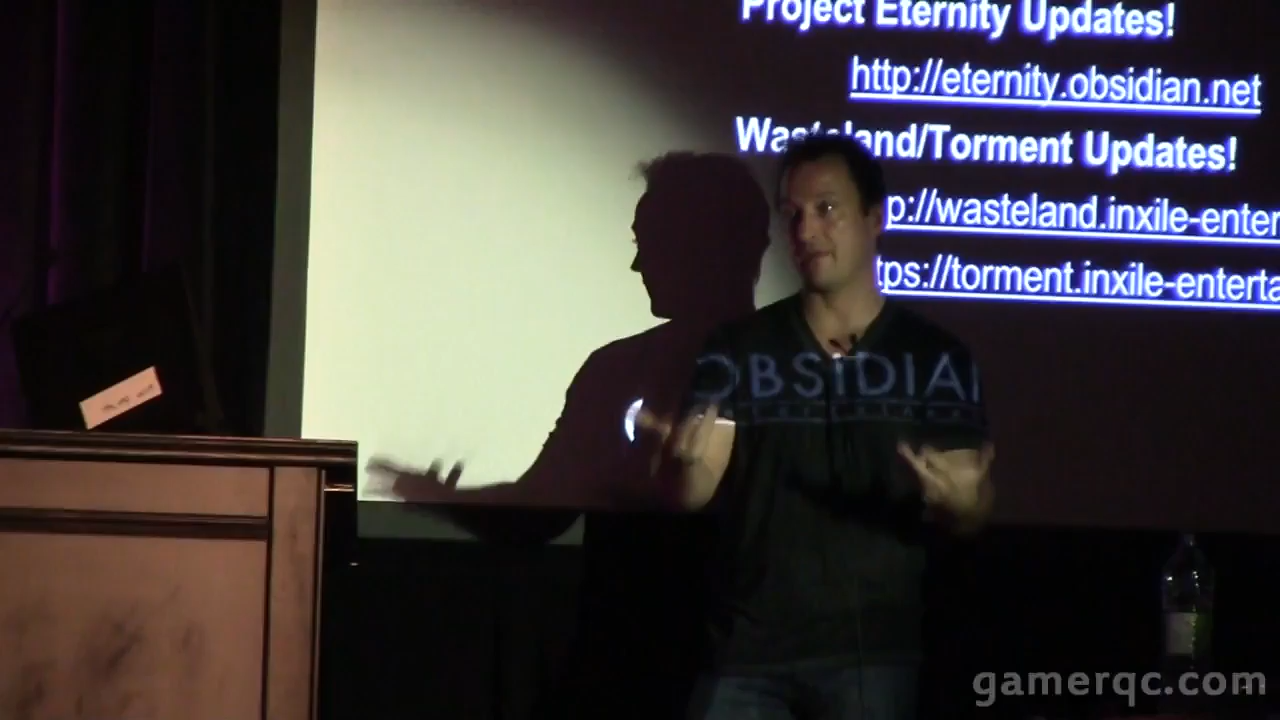 Project Eternity Updates!
http://eternity.obsidian.net
Wasteland/Torment Updates!
p://wasteland.inxile-enter
tps://torment.inxile-enterta
OBSIDIAN
gamerqc.com